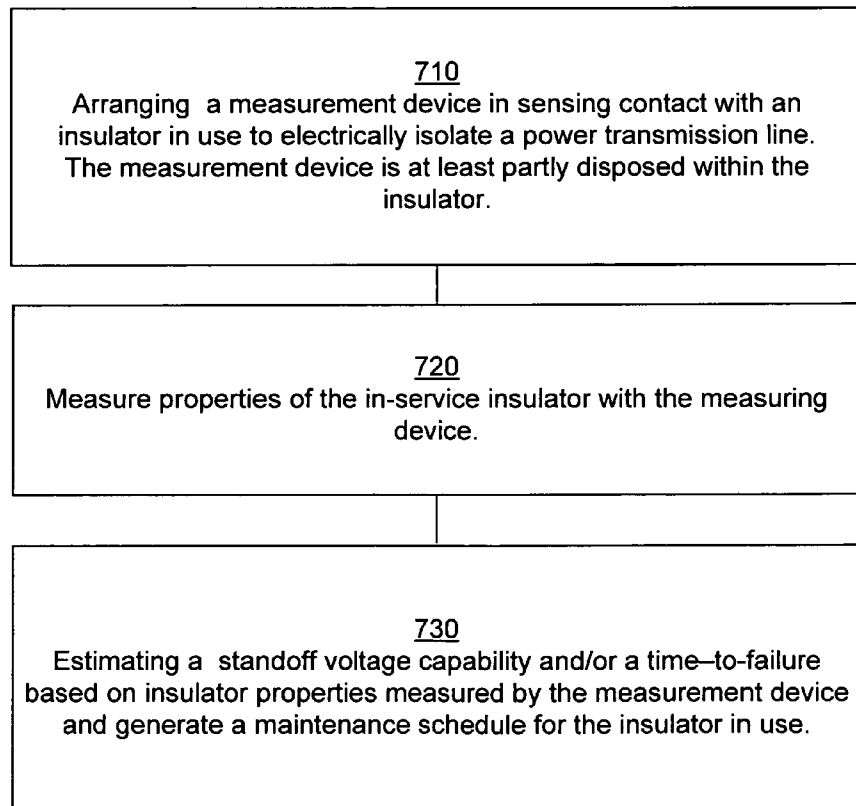 710
Arranging a measurement device in sensing contact with an
insulator in use to electrically isolate a power transmission line.
The measurement device is at least partly disposed within the
insulator.
720
Measure properties of the in-service insulator with the measuring
device.
730
Estimating a standoff voltage capability and/or a time–to-failure
based on insulator properties measured by the measurement device
and generate a maintenance schedule for the insulator in use.